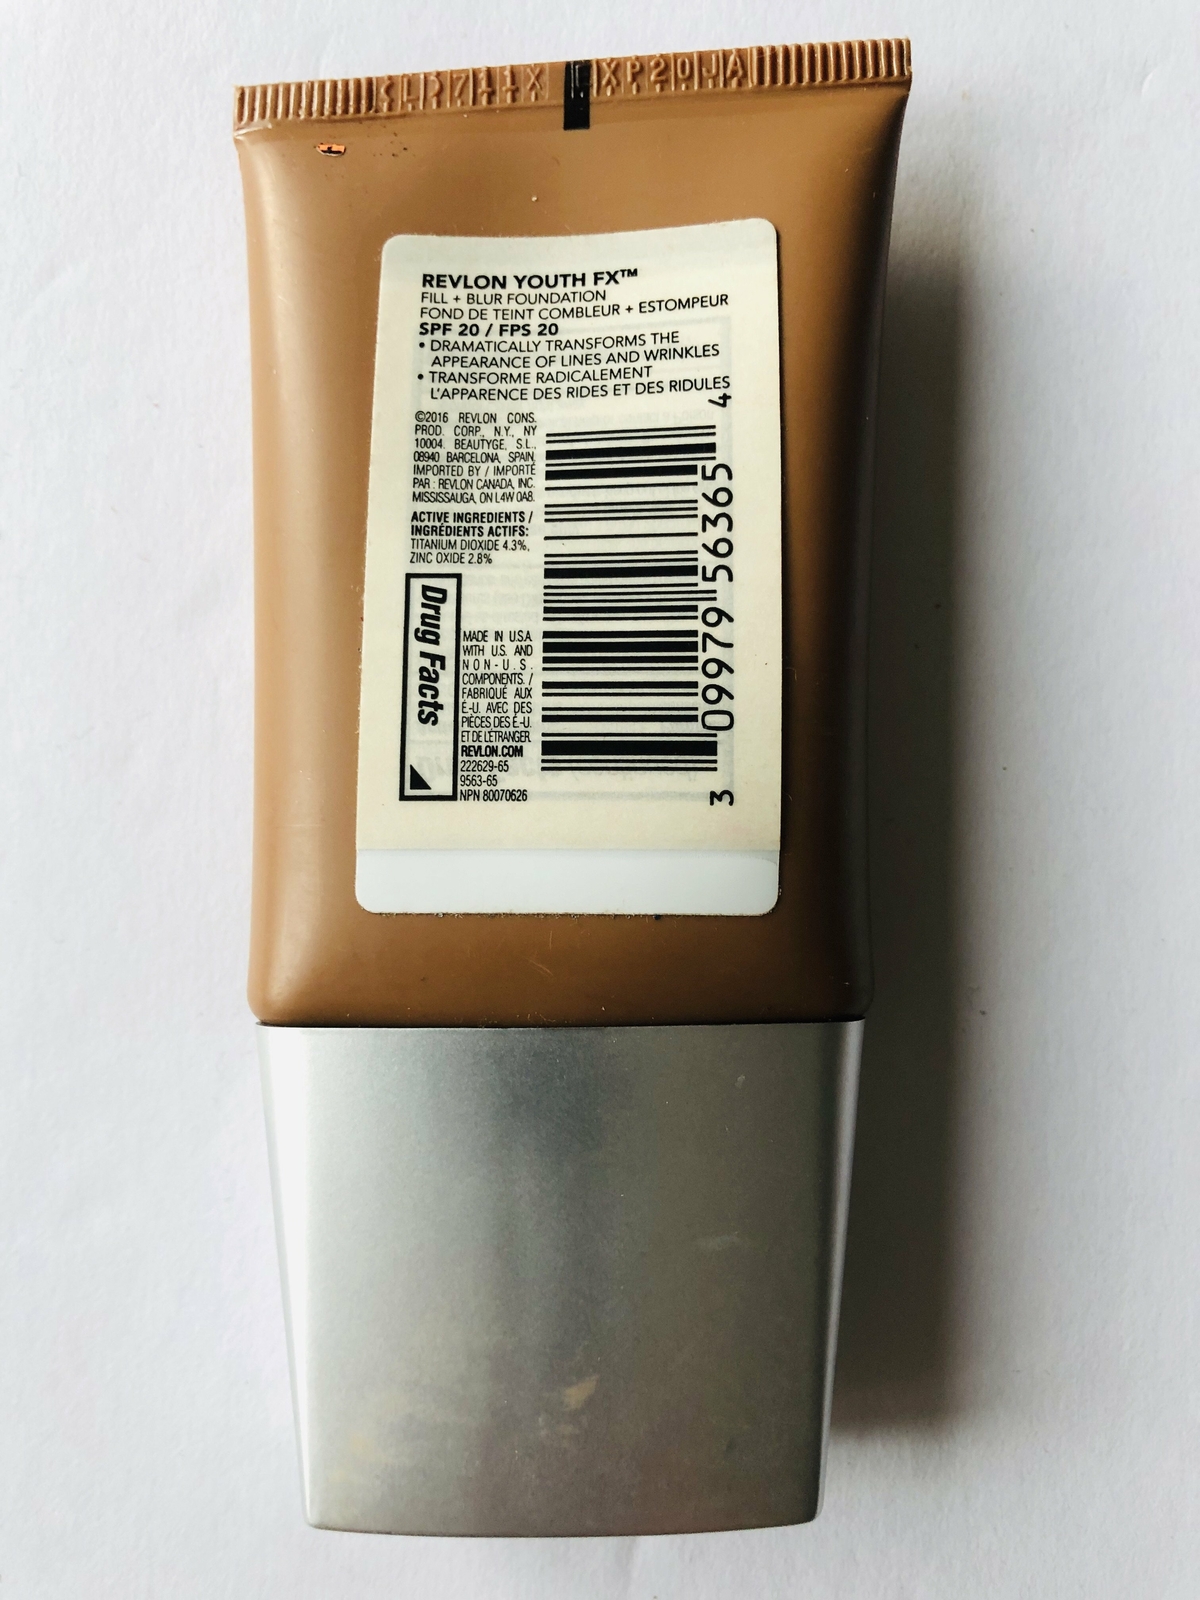 EXP20JA
REVLON YOUTH FX™
FILL + BLUR FOUNDATION
FOND DE TEINT COMBLEUR + ESTOMPEUR
SPF 20 / FPS 20
• DRAMATICALLY TRANSFORMS THE
APPEARANCE OF LINES AND WRINKLES
• TRANSFORME RADICALEMENT
L'APPARENCE DES RIDES ET DES RIDULES
©2016 REVLON CONS.
PROD. CORP., N.Y., NY
10004. BEAUTYGE, S.L.,
08940 BARCELONA, SPAIN,
IMPORTED BY / IMPORTÉ
PAR : REVLON CANADA, INC.
MISSISSAUGA, ON L4W 0A8.
ACTIVE INGREDIENTS /
INGRÉDIENTS ACTIFS:
TITANIUM DIOXIDE 4.3%,
ZINC OXIDE 2.8%
Drug Facts
MADE IN U.S.A
WITH U.S. AND
NON-U.S.
COMPONENTS. /
FABRIQUÉ AUX
É.-U. AVEC DES
PIÈCES DES É.-U.
ET DE L'ÉTRANGER.
REVLON.COM
222629-65
9563-65
NPN 80070626
3 09979 56365 4